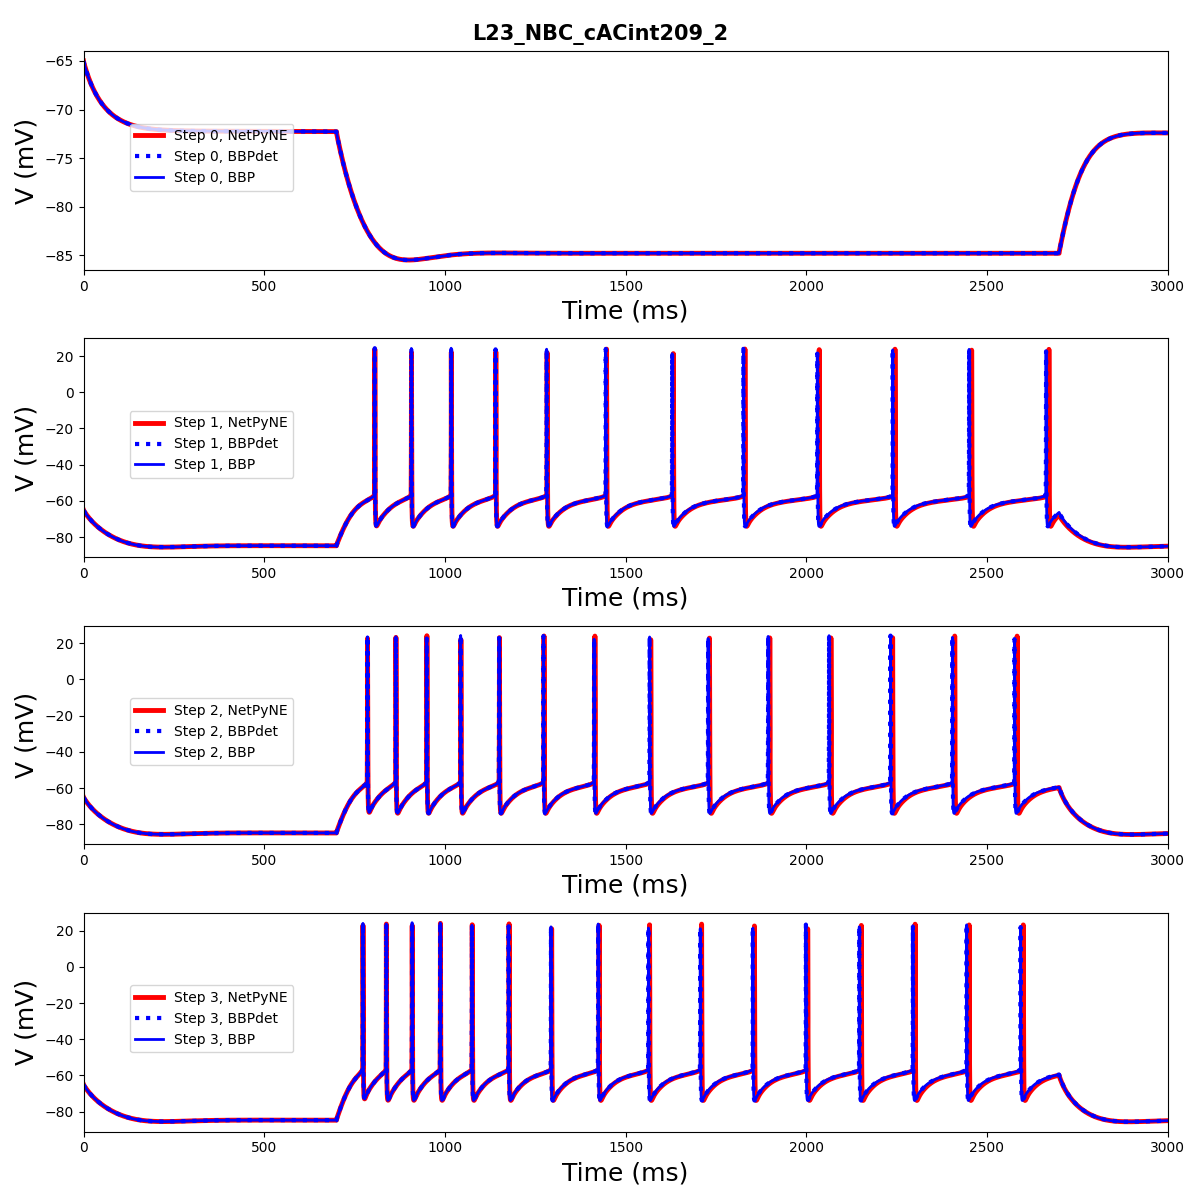 L23_NBC_cACint209_2
−65
−70
−75
−80
−85
V (mV)
Step 0, NetPyNE
Step 0, BBPdet
Step 0, BBP
0 500 1000 1500 2000 2500 3000
Time (ms)
20
0
−20
−40
−60
−80
V (mV)
Step 1, NetPyNE
Step 1, BBPdet
Step 1, BBP
0 500 1000 1500 2000 2500 3000
Time (ms)
20
0
−20
−40
−60
−80
V (mV)
Step 2, NetPyNE
Step 2, BBPdet
Step 2, BBP
0 500 1000 1500 2000 2500 3000
Time (ms)
20
0
−20
−40
−60
−80
V (mV)
Step 3, NetPyNE
Step 3, BBPdet
Step 3, BBP
0 500 1000 1500 2000 2500 3000
Time (ms)